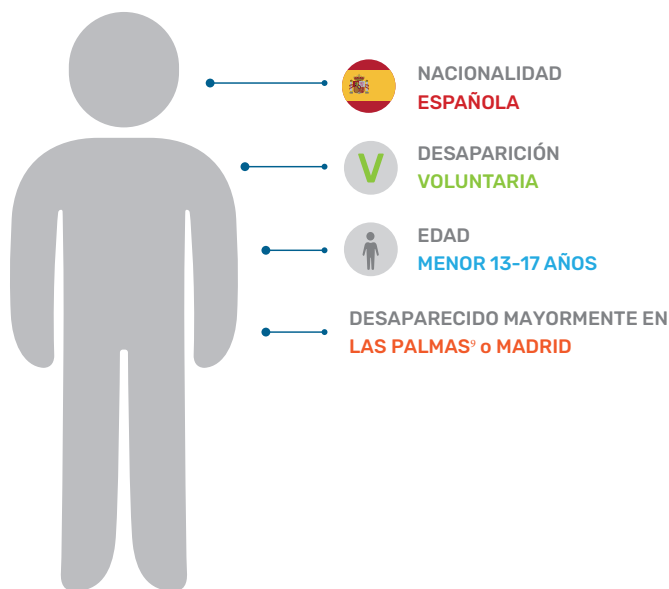 NACIONALIDAD
ESPAÑOLA
V
DESAPARICIÓN
VOLUNTARIA
EDAD
MENOR 13-17 AÑOS
DESAPARECIDO MAYORMENTE EN
LAS PALMAS⁹ o MADRID